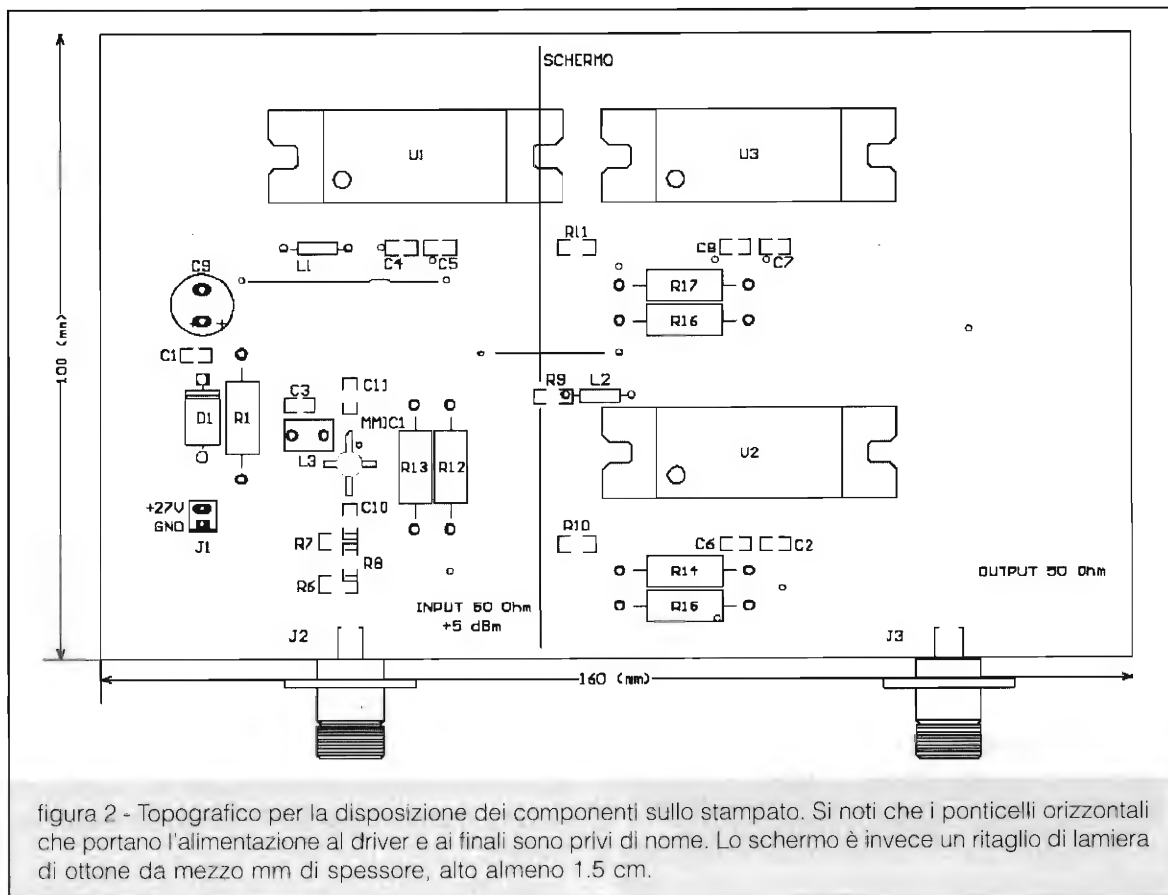 SCHERMO
U1
U3
R11
C8
C7
L1
C4
C5
C9
R17
+
R16
100 (mm)
C1
C3
C11
R9
L2
D1
R1
MMIC1
L3
R13
R12
U2
+27V
GND
J1
C10
R7
R8
R6
R10
C6
C2
R14
R16
INPUT 50 Ohm
+5 dBm
OUTPUT 50 Ohm
J2
J3
160 (mm)
figura 2 - Topografico per la disposizione dei componenti sullo stampato. Si noti che i ponticelli orizzontali
che portano l'alimentazione al driver e ai finali sono privi di nome. Lo schermo è invece un ritaglio di lamiera
di ottone da mezzo mm di spessore, alto almeno 1.5 cm.